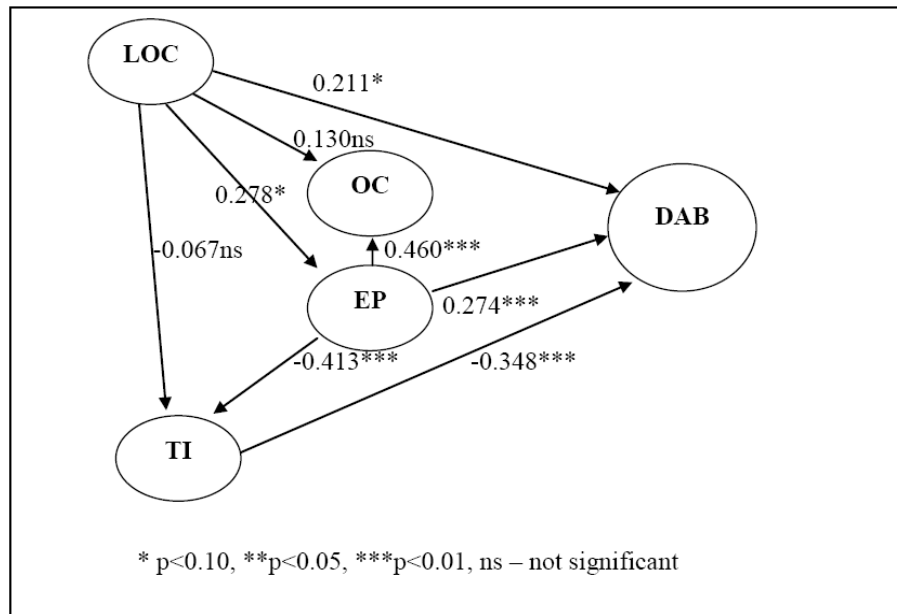 LOC
0.211*
0.130ns
OC
0.278*
DAB
-0.067ns
0.460***
EP
0.274***
-0.413***
-0.348***
TI
* p<0.10, **p<0.05, ***p<0.01, ns – not significant